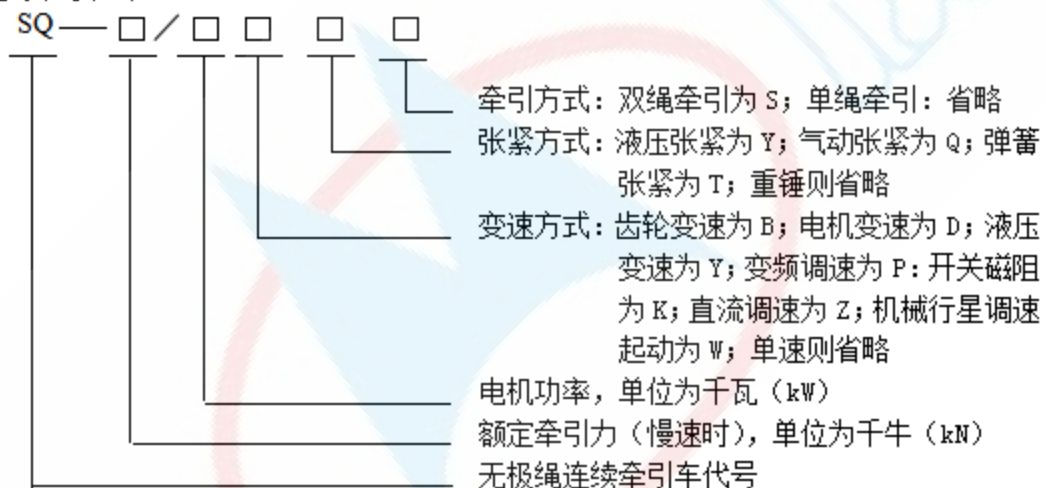 SQ — □ / □ □ □ □
牵引方式：双绳牵引为 S；单绳牵引：省略
张紧方式：液压张紧为 Y；气动张紧为 Q；弹簧
张紧为 T；重锤则省略
变速方式：齿轮变速为 B；电机变速为 D；液压
变速为 Y；变频调速为 P：开关磁阻
为 K；直流调速为 Z；机械行星调速
起动为 W；单速则省略
电机功率，单位为千瓦（kW）
额定牵引力（慢速时），单位为千牛（kN）
无极绳连续牵引车代号